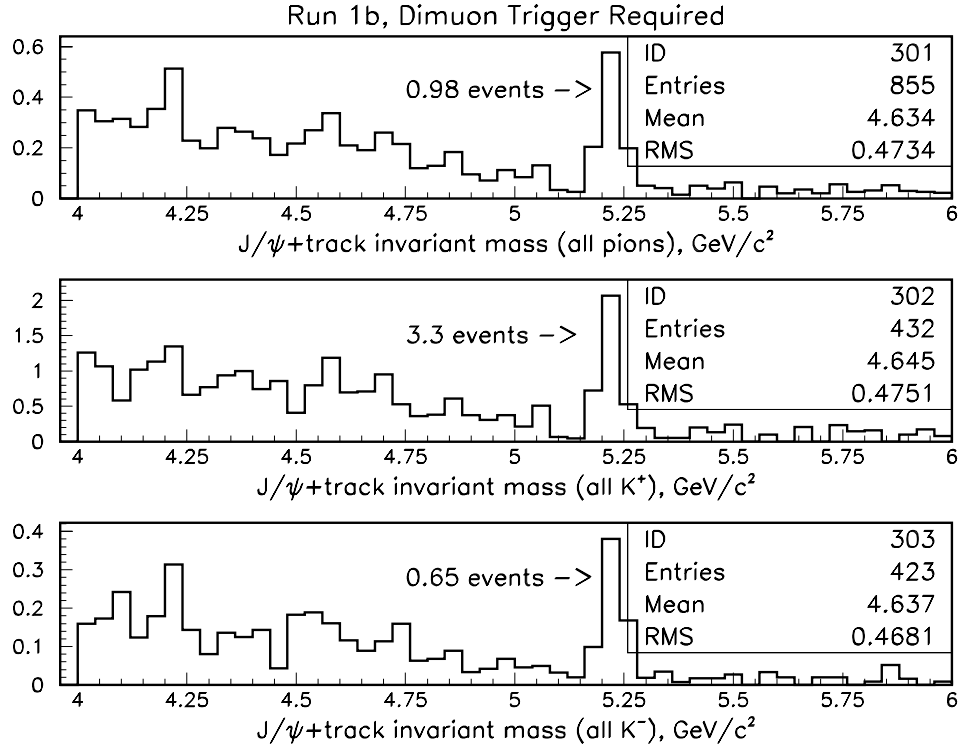 Run 1b, Dimuon Trigger Required
0.6
0.4
0.2
0
0.98 events ->
ID 301
Entries 855
Mean 4.634
RMS 0.4734
4 4.25 4.5 4.75 5 5.25 5.5 5.75 6
J/ψ+track invariant mass (all pions), GeV/c²
2
1.5
1
0.5
0
3.3 events ->
ID 302
Entries 432
Mean 4.645
RMS 0.4751
4 4.25 4.5 4.75 5 5.25 5.5 5.75 6
J/ψ+track invariant mass (all K⁺), GeV/c²
0.4
0.3
0.2
0.1
0
0.65 events ->
ID 303
Entries 423
Mean 4.637
RMS 0.4681
4 4.25 4.5 4.75 5 5.25 5.5 5.75 6
J/ψ+track invariant mass (all K⁻), GeV/c²